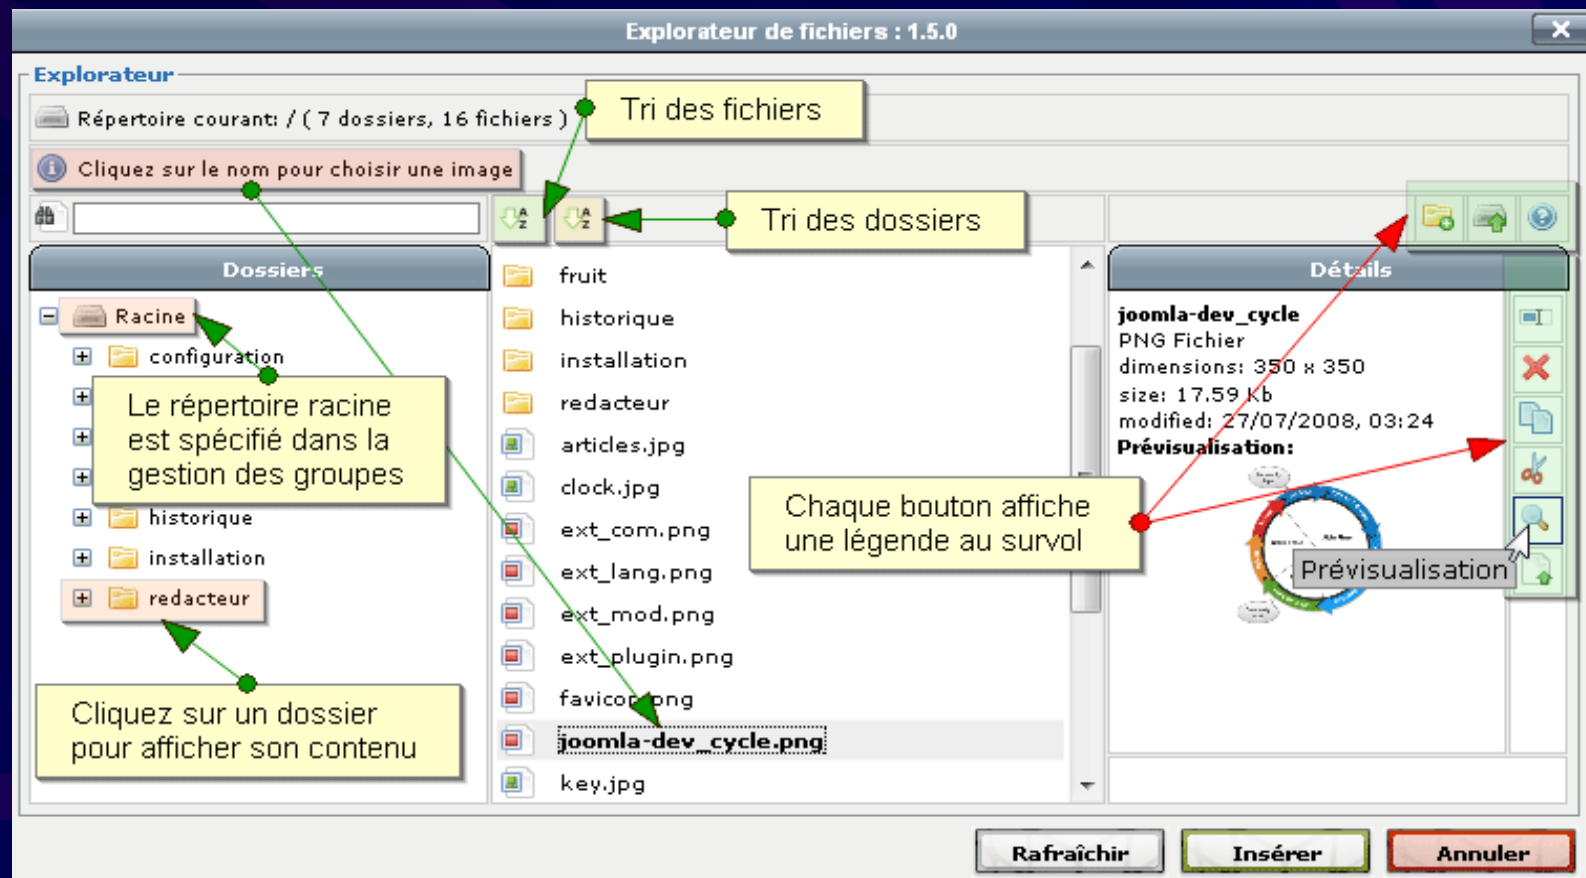 Explorateur de fichiers : 1.5.0
Explorateur
Répertoire courant: / ( 7 dossiers, 16 fichiers )
Tri des fichiers
Cliquez sur le nom pour choisir une image
Tri des dossiers
Dossiers
Racine
configuration
Le répertoire racine
est spécifié dans la
gestion des groupes
historique
installation
redacteur
Cliquez sur un dossier
pour afficher son contenu
fruit
historique
installation
redacteur
articles.jpg
clock.jpg
ext_com.png
ext_lang.png
ext_mod.png
ext_plugin.png
favicon.png
joomla-dev_cycle.png
key.jpg
Détails
joomla-dev_cycle
PNG Fichier
dimensions: 350 x 350
size: 17.59 Kb
modified: 27/07/2008, 03:24
Prévisualisation:
Chaque bouton affiche
une légende au survol
Prévisualisation
Rafraîchir
Insérer
Annuler